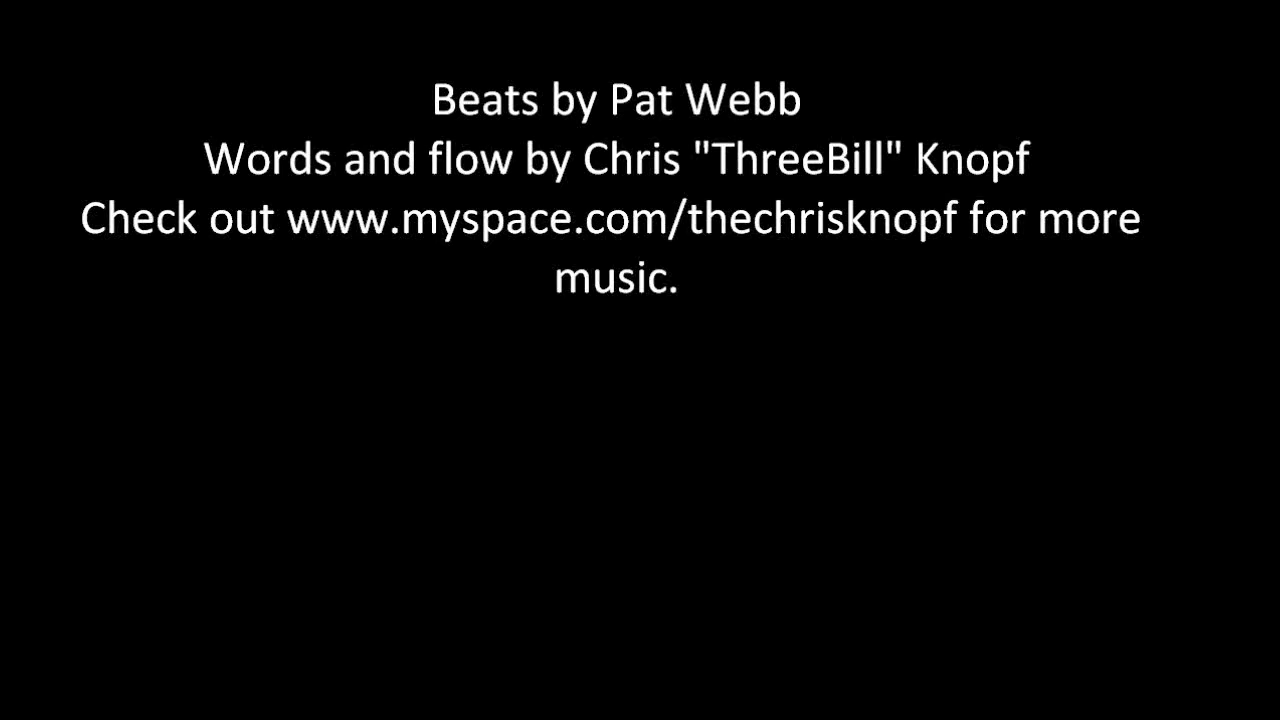 Beats by Pat Webb
Words and flow by Chris "ThreeBill" Knopf
Check out www.myspace.com/thechrisknopf for more
music.